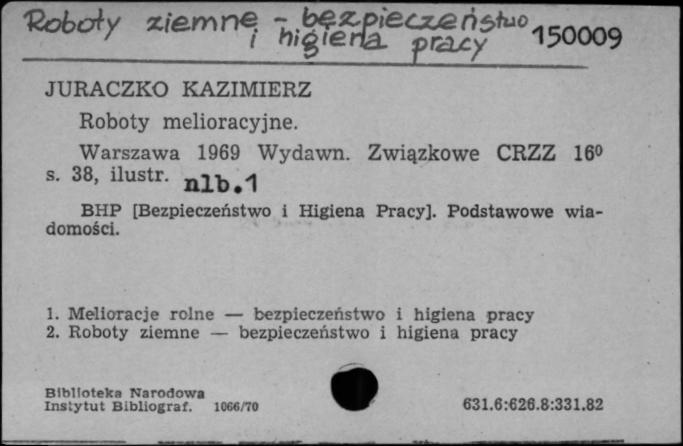 Roboty ziemne - bezpieczeństwo
i higiena pracy
150009
JURACZKO KAZIMIERZ
Roboty melioracyjne.
Warszawa 1969 Wydawn. Związkowe CRZZ 16⁰
s. 38, ilustr. nlb.1
BHP [Bezpieczeństwo i Higiena Pracy]. Podstawowe wia-
domości.
1. Melioracje rolne — bezpieczeństwo i higiena pracy
2. Roboty ziemne — bezpieczeństwo i higiena pracy
Biblioteka Narodowa
Instytut Bibliograf. 1066/70
631.6:626.8:331.82